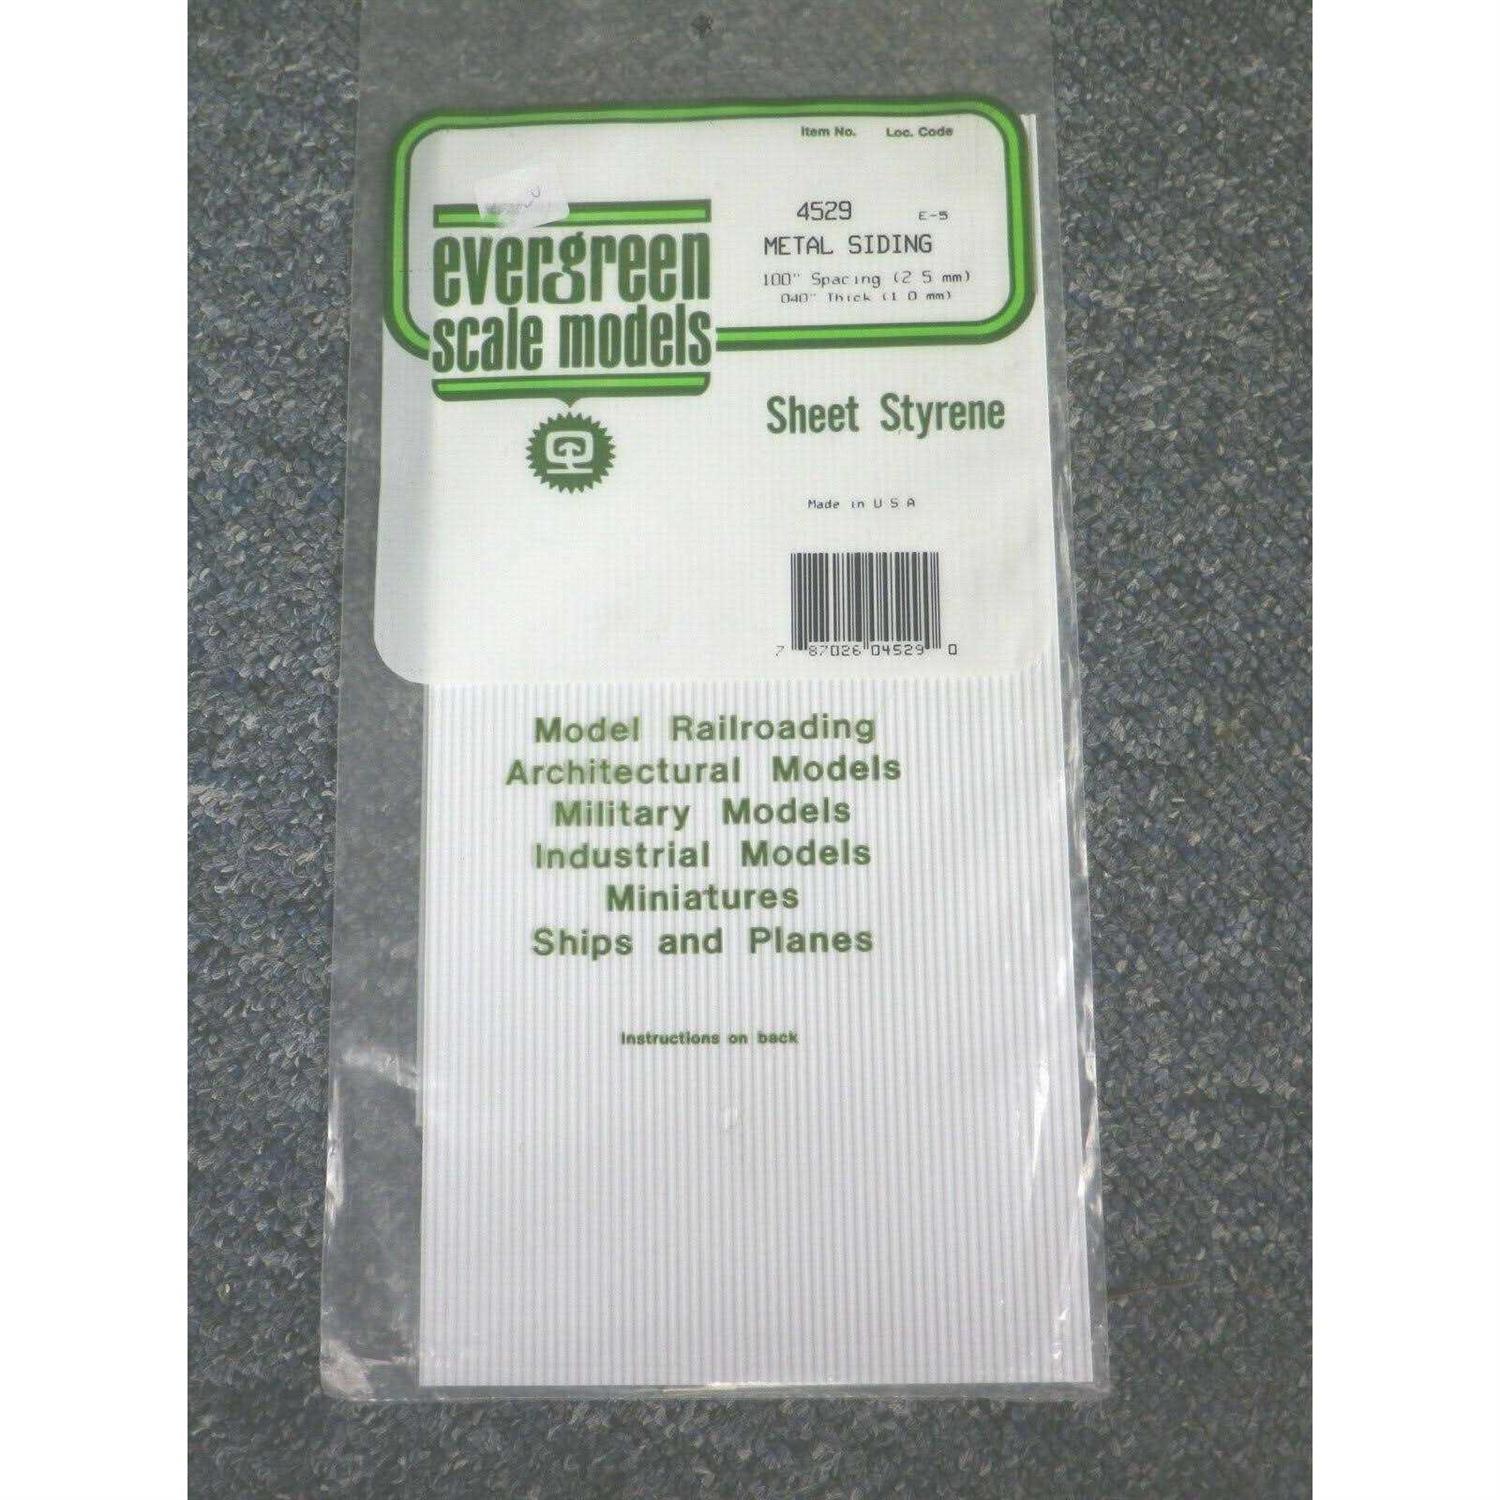 Item No. Loc. Code
4529 E-5
METAL SIDING
100" Spacing (2 5 mm)
040" Thick (1 0 mm)
evergreen
scale models
Sheet Styrene
Made in U S A
7 87026 04529 0
Model Railroading
Architectural Models
Military Models
Industrial Models
Miniatures
Ships and Planes
Instructions on back